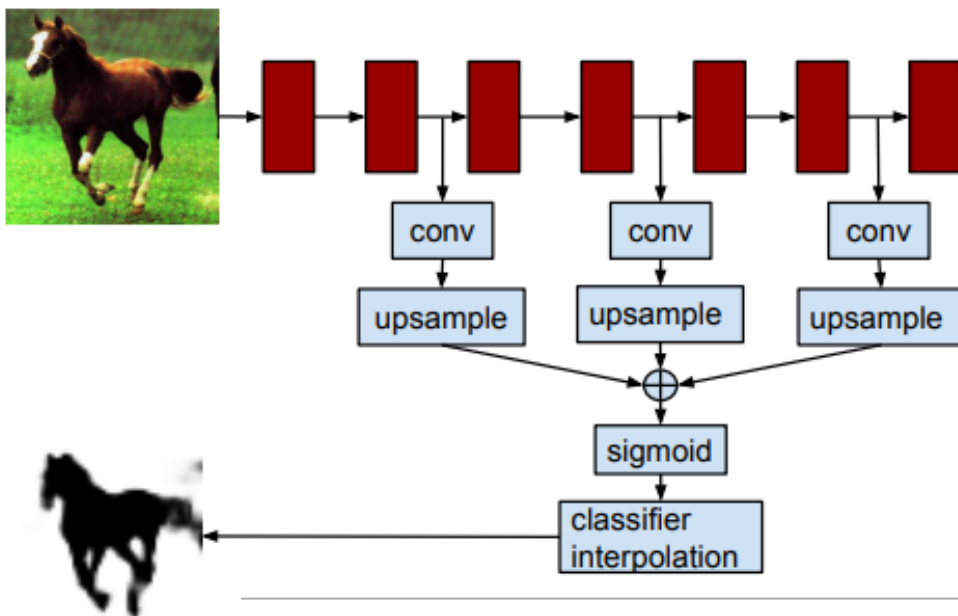 conv
conv
conv
upsample
upsample
upsample
sigmoid
classifier
interpolation